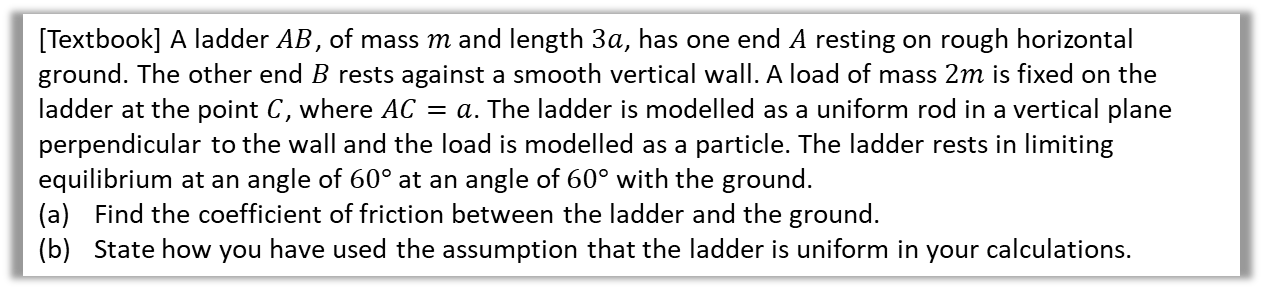 [Textbook] A ladder AB, of mass m and length 3a, has one end A resting on rough horizontal
ground. The other end B rests against a smooth vertical wall. A load of mass 2m is fixed on the
ladder at the point C, where AC = a. The ladder is modelled as a uniform rod in a vertical plane
perpendicular to the wall and the load is modelled as a particle. The ladder rests in limiting
equilibrium at an angle of 60° at an angle of 60° with the ground.
(a) Find the coefficient of friction between the ladder and the ground.
(b) State how you have used the assumption that the ladder is uniform in your calculations.